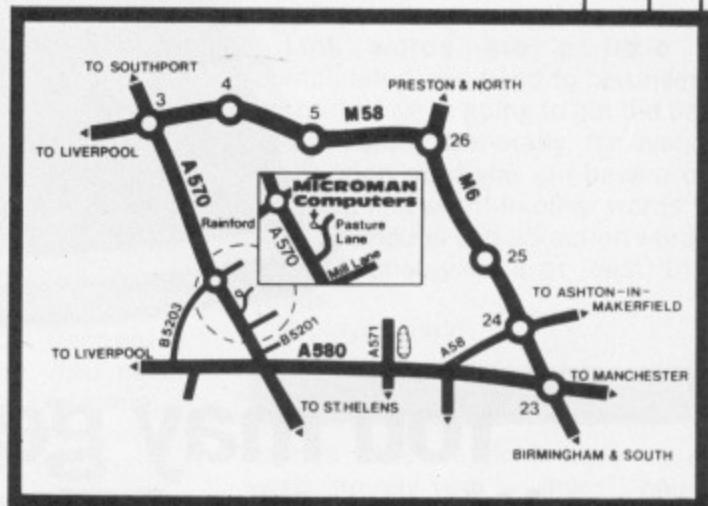 TO SOUTHPORT
3
4
5
M58
PRESTON & NORTH
26
TO LIVERPOOL
A570
M6
MICROMAN
Computers
Rainford
A570
Pasture
Lane
Mill Lane
25
TO ASHTON-IN-
MAKERFIELD
24
B5203
B5201
A571
A58
TO LIVERPOOL
A580
TO MANCHESTER
23
TO ST. HELENS
BIRMINGHAM & SOUTH